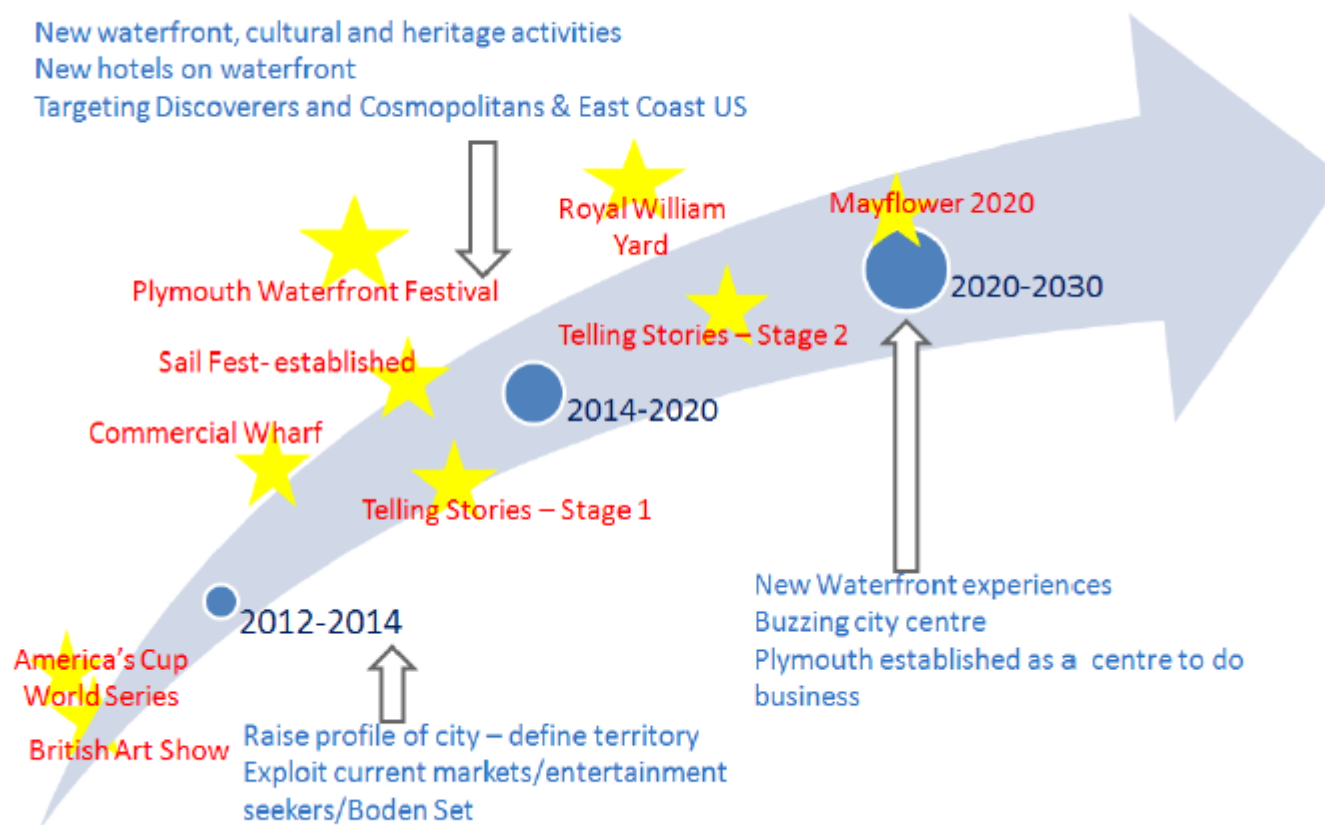 New waterfront, cultural and heritage activities
New hotels on waterfront
Targeting Discoverers and Cosmopolitans & East Coast US
Royal William
Yard
Mayflower 2020
Plymouth Waterfront Festival
2020-2030
Telling Stories – Stage 2
Sail Fest- established
2014-2020
Commercial Wharf
Telling Stories – Stage 1
2012-2014
America's Cup
World Series
British Art Show
New Waterfront experiences
Buzzing city centre
Plymouth established as a centre to do
business
Raise profile of city – define territory
Exploit current markets/entertainment
seekers/Boden Set